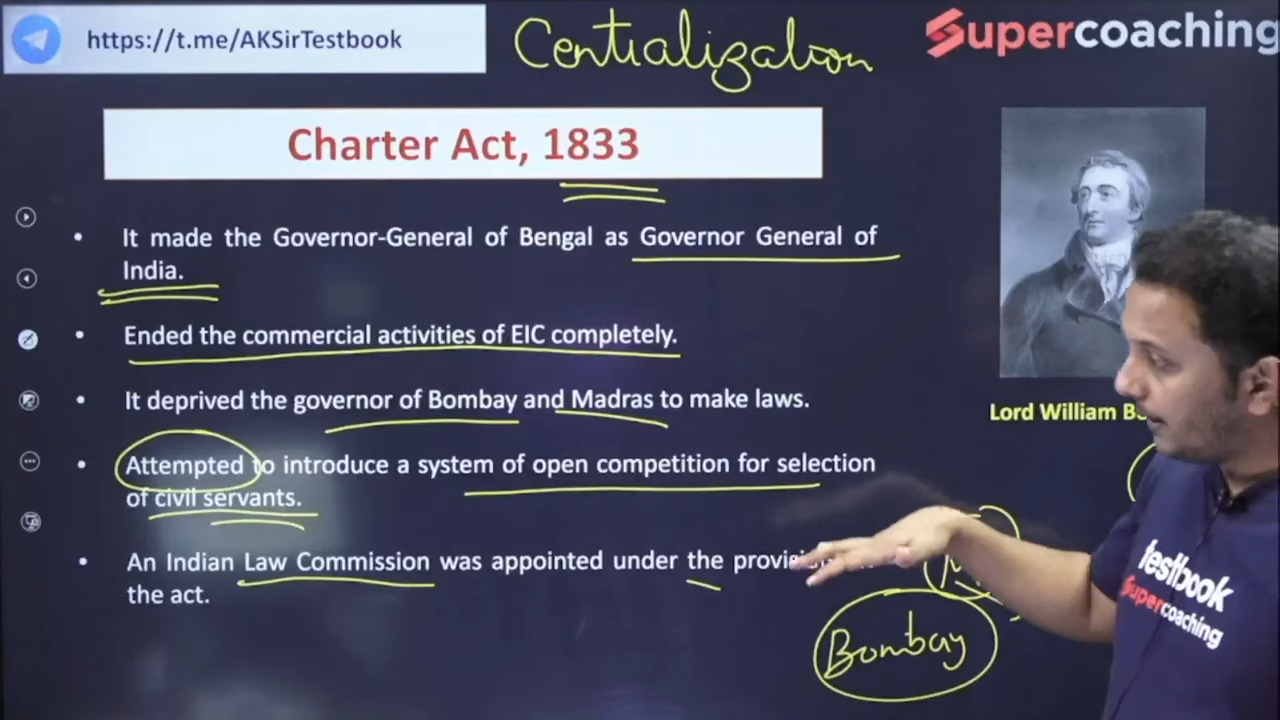 https://t.me/AKSirTestbook
Centralization
Supercoaching
Charter Act, 1833
• It made the Governor-General of Bengal as Governor General of
India.
• Ended the commercial activities of EIC completely.
• It deprived the governor of Bombay and Madras to make laws.
Lord William
• Attempted to introduce a system of open competition for selection
of civil servants.
• An Indian Law Commission was appointed under the
the act.
Bombay
testbook
Supercoaching